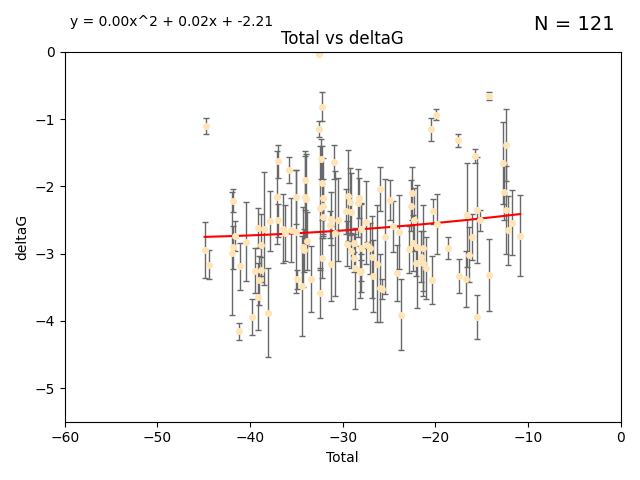 y = 0.00x^2 + 0.02x + -2.21
N = 121
Total vs deltaG
0
−1
−2
−3
−4
−5
deltaG
−60 −50 −40 −30 −20 −10 0
Total